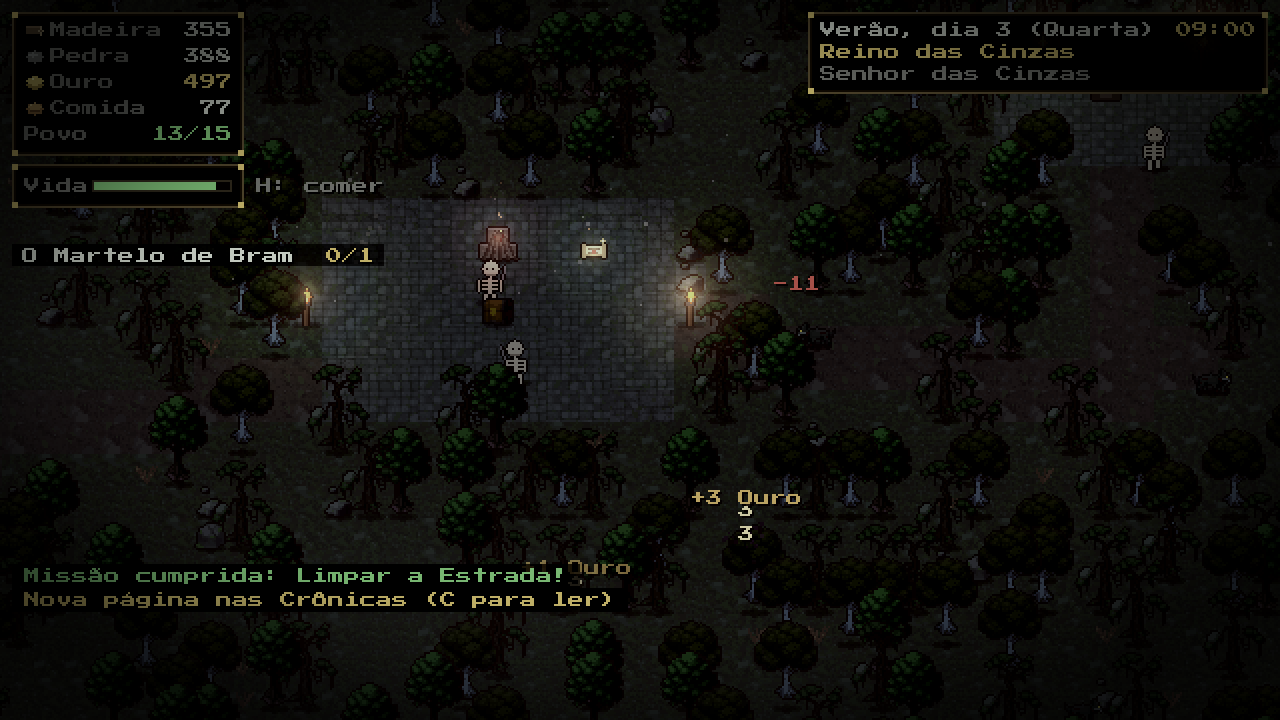 Madeira 355
Pedra 388
Ouro 497
Comida 77
Povo 13/15
Vida
H: comer
O Martelo de Bram 0/1
Verão, dia 3 (Quarta) 09:00
Reino das Cinzas
Senhor das Cinzas
-11
+3 Ouro
3
3
Ouro
Missão cumprida: Limpar a Estrada!
Nova página nas Crônicas (C para ler)